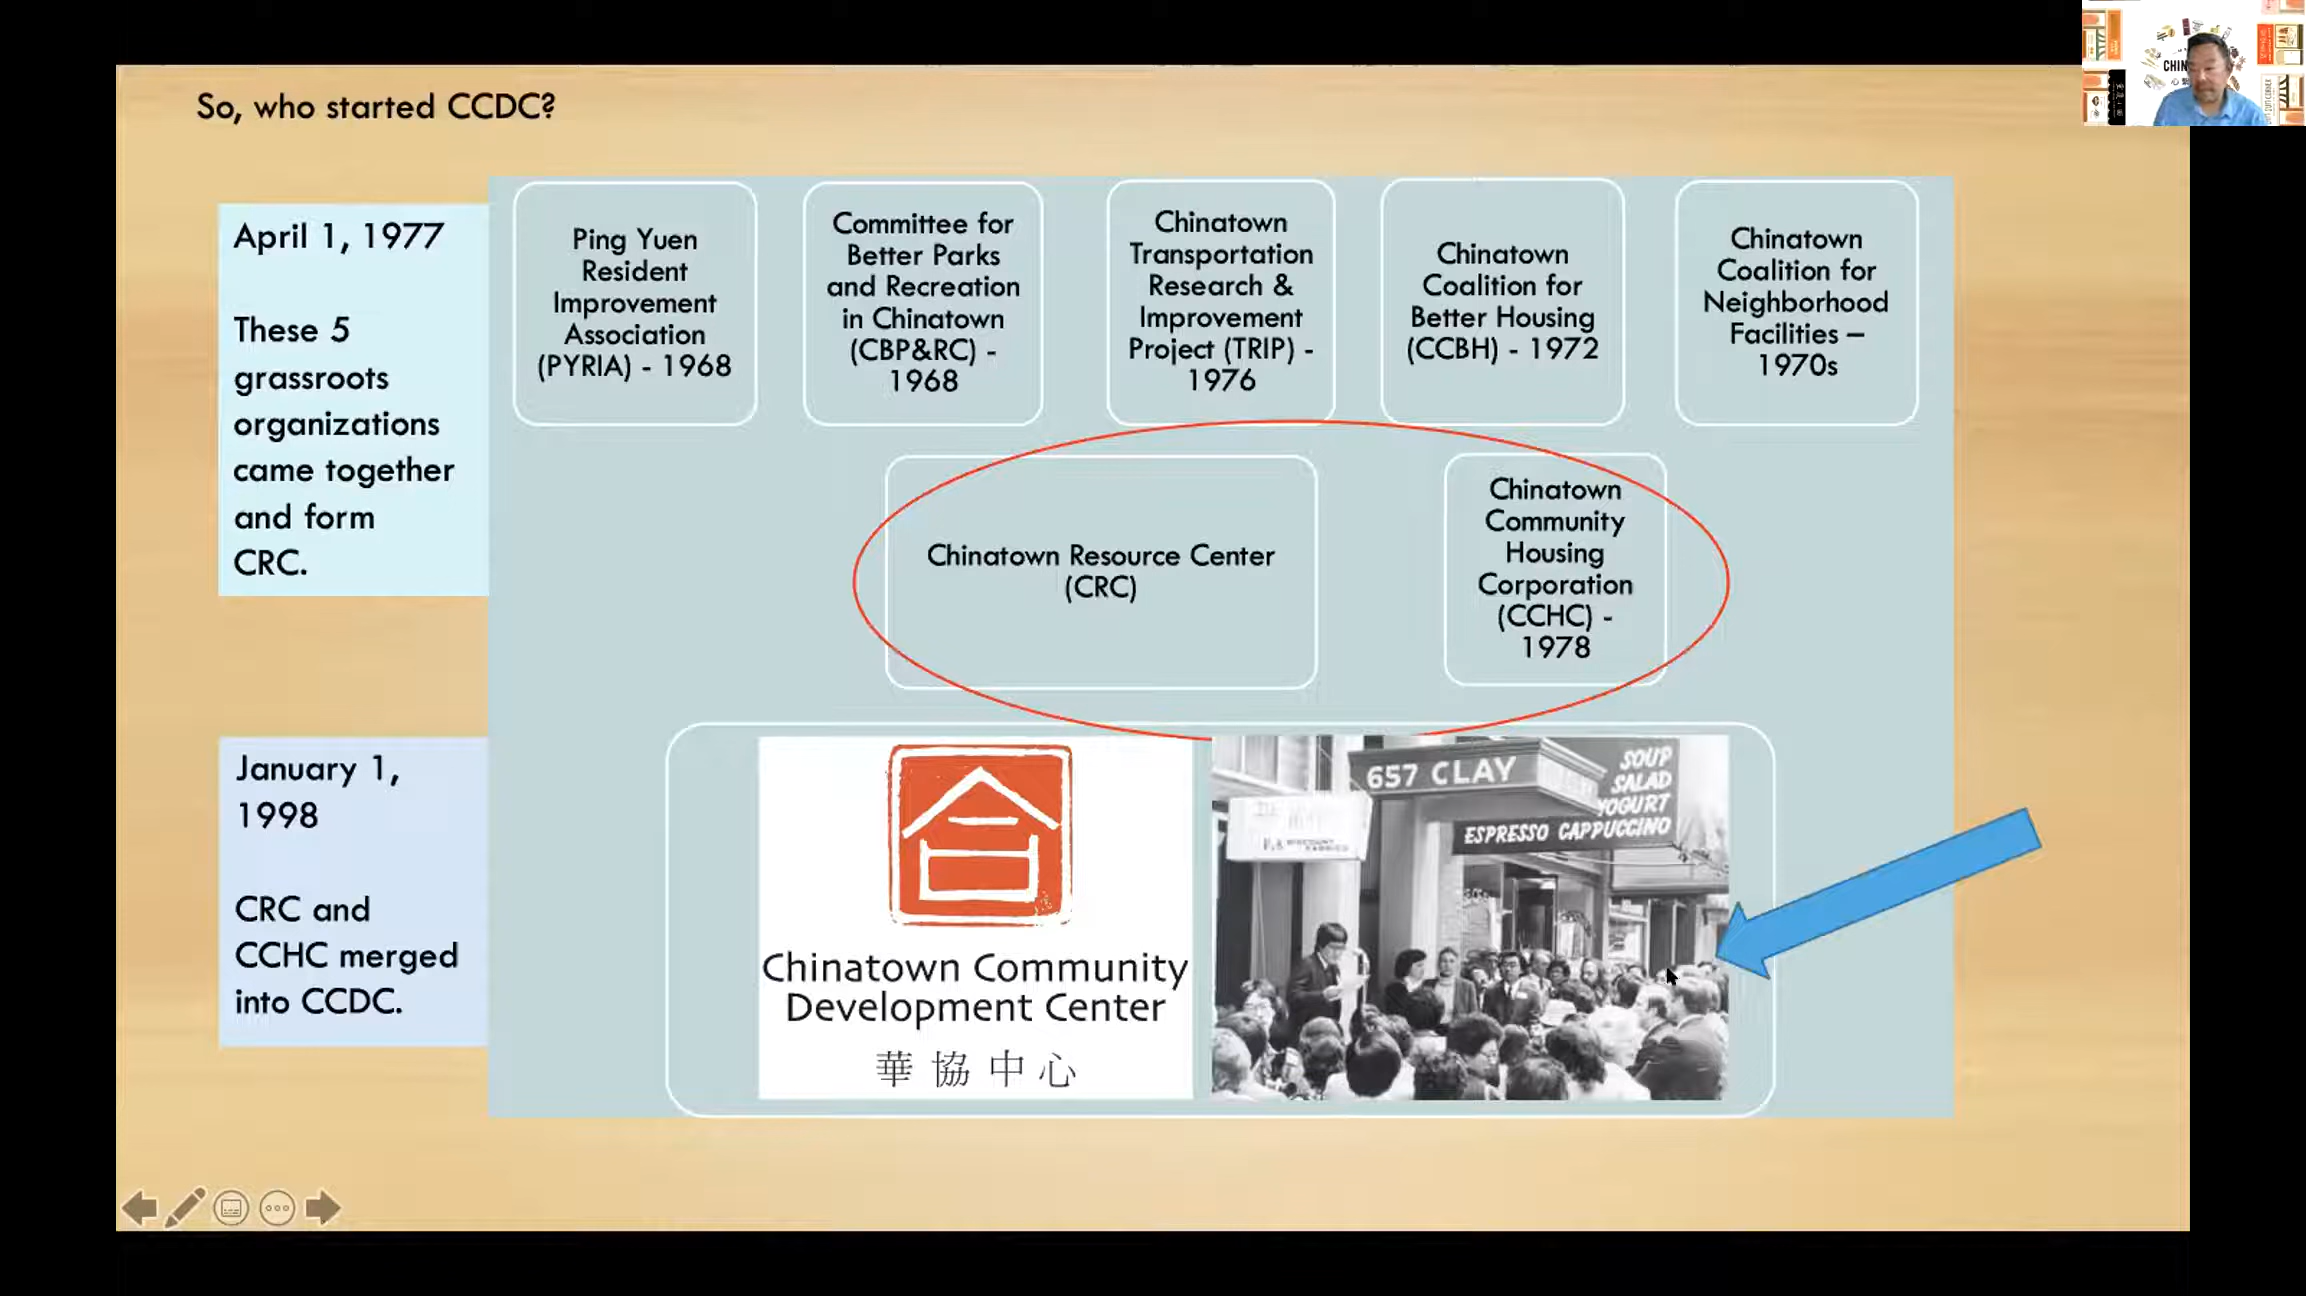 So, who started CCDC?
April 1, 1977
These 5
grassroots
organizations
came together
and form
CRC.
Ping Yuen
Resident
Improvement
Association
(PYRIA) - 1968
Committee for
Better Parks
and Recreation
in Chinatown
(CBP&RC) -
1968
Chinatown
Transportation
Research &
Improvement
Project (TRIP) -
1976
Chinatown
Coalition for
Better Housing
(CCBH) - 1972
Chinatown
Coalition for
Neighborhood
Facilities –
1970s
Chinatown Resource Center
(CRC)
Chinatown
Community
Housing
Corporation
(CCHC) -
1978
January 1,
1998
CRC and
CCHC merged
into CCDC.
Chinatown Community
Development Center
華協中心
657 CLAY
SOUP
SALAD
YOGURT
ESPRESSO CAPPUCCINO
CHIN